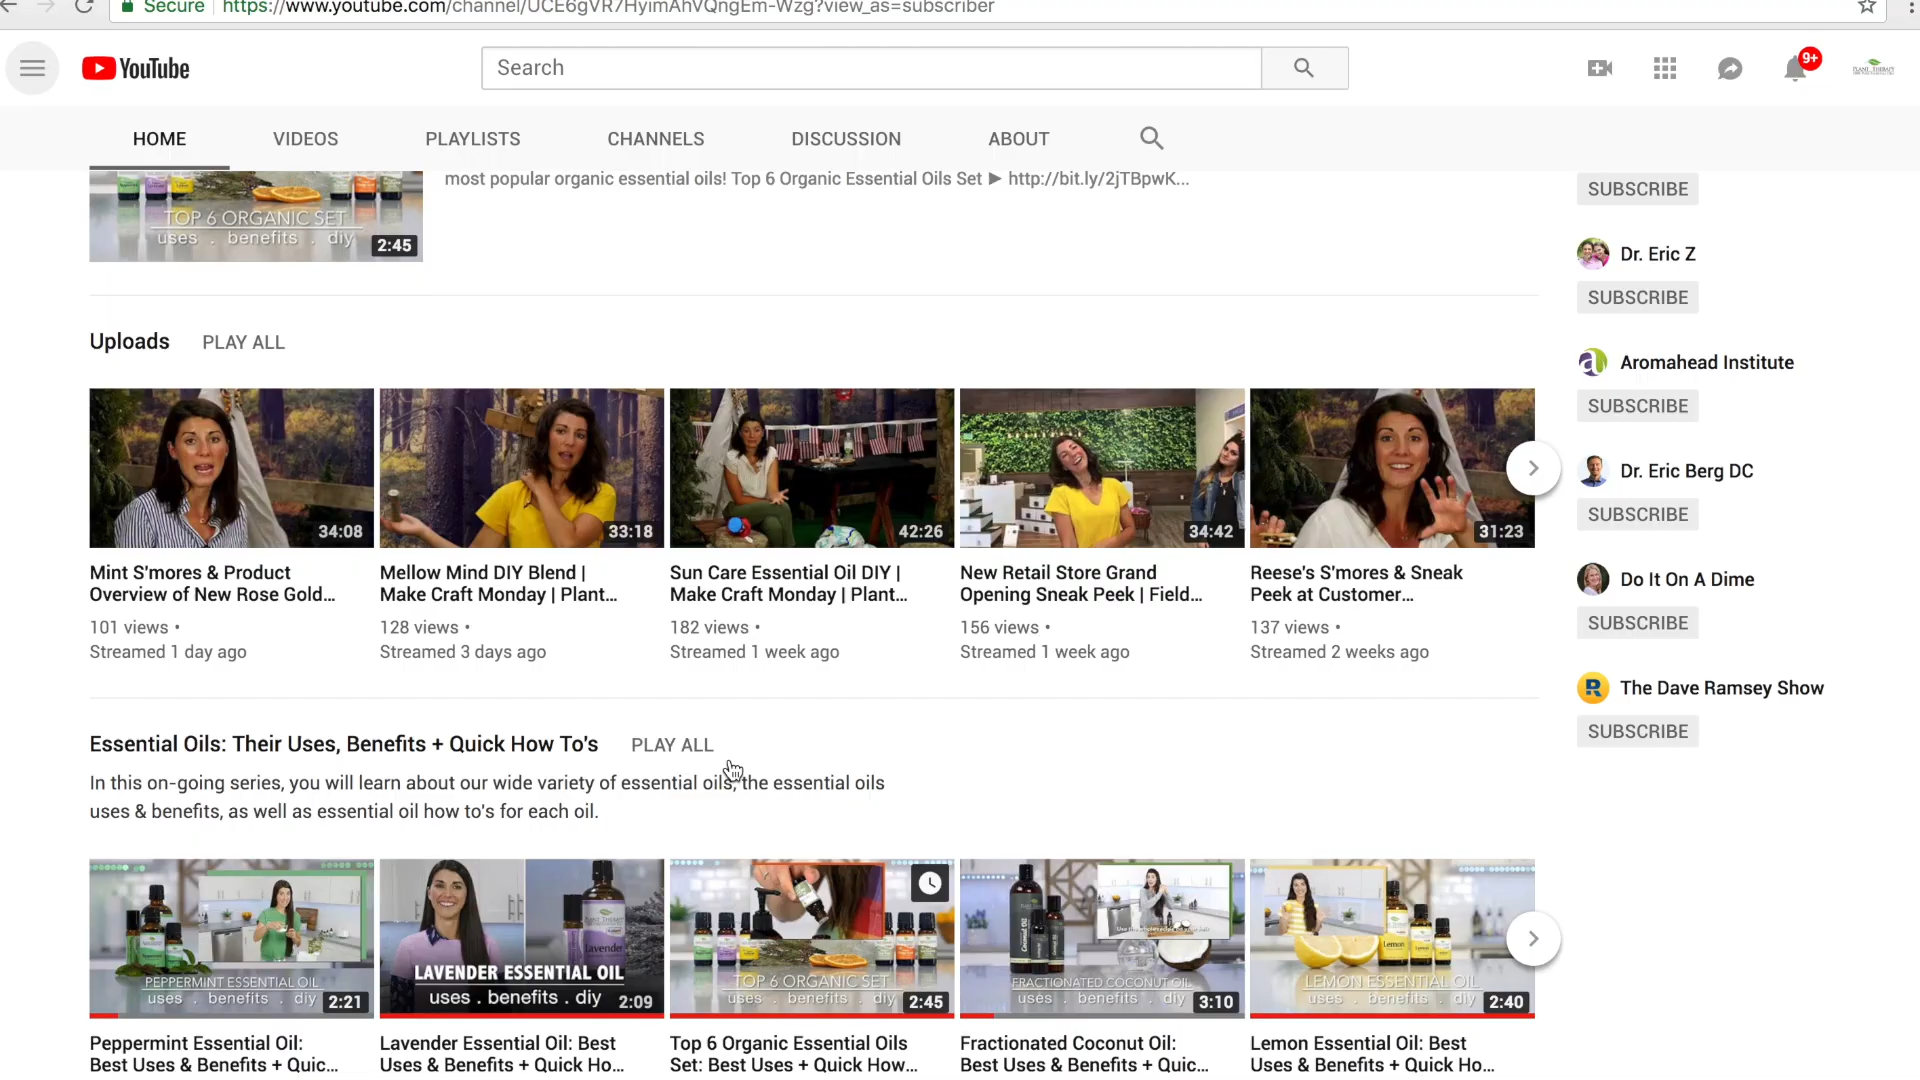 Secure https://www.youtube.com/channel/UCE6gVR7HyimAhVQngEm-Wzg?view_as=subscriber
YouTube
Search
9+
PLANT THERAPY
HOME VIDEOS PLAYLISTS CHANNELS DISCUSSION ABOUT
most popular organic essential oils! Top 6 Organic Essential Oils Set ► http://bit.ly/2jTBpwK...
TOP 6 ORGANIC SET
uses . benefits . diy
2:45
SUBSCRIBE
Dr. Eric Z
SUBSCRIBE
Uploads PLAY ALL
Aromahead Institute
SUBSCRIBE
Dr. Eric Berg DC
SUBSCRIBE
34:08 33:18 42:26 34:42 31:23
Mint S'mores & Product
Overview of New Rose Gold...
101 views •
Streamed 1 day ago
Mellow Mind DIY Blend |
Make Craft Monday | Plant...
128 views •
Streamed 3 days ago
Sun Care Essential Oil DIY |
Make Craft Monday | Plant...
182 views •
Streamed 1 week ago
New Retail Store Grand
Opening Sneak Peek | Field...
156 views •
Streamed 1 week ago
Reese's S'mores & Sneak
Peek at Customer...
137 views •
Streamed 2 weeks ago
Do It On A Dime
SUBSCRIBE
The Dave Ramsey Show
SUBSCRIBE
Essential Oils: Their Uses, Benefits + Quick How To's PLAY ALL
In this on-going series, you will learn about our wide variety of essential oils, the essential oils
uses & benefits, as well as essential oil how to's for each oil.
PEPPERMINT ESSENTIAL OIL
uses . benefits . diy
2:21
Peppermint Essential Oil:
Best Uses & Benefits + Quic...
Lavender
LAVENDER ESSENTIAL OIL
uses . benefits . diy
2:09
Lavender Essential Oil: Best
Uses & Benefits + Quick Ho...
TOP 6 ORGANIC SET
uses . benefits . diy
2:45
Top 6 Organic Essential Oils
Set: Best Uses + Quick How...
FRACTIONATED COCONUT OIL
uses . benefits . diy
3:10
Fractionated Coconut Oil:
Best Uses & Benefits + Quic...
Lemon
LEMON ESSENTIAL OIL
uses . benefits . diy
2:40
Lemon Essential Oil: Best
Uses & Benefits + Quick Ho...